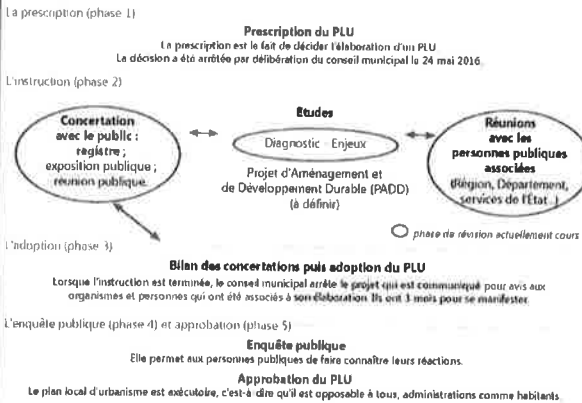 La prescription (phase 1)
Prescription du PLU
La prescription est le fait de décider l'élaboration d'un PLU
La décision a été arrêtée par délibération du conseil municipal le 24 mai 2016.
L'instruction (phase 2)
Concertation
avec le public :
registre ;
exposition publique ;
réunion publique.
Etudes
Diagnostic - Enjeux
Projet d'Aménagement et
de Développement Durable (PADD)
(à définir)
Réunions
avec les
personnes publiques
associées
(Région, Département,
services de l'État...)
phase de révision actuellement cours
L'adoption (phase 3)
Bilan des concertations puis adoption du PLU
Lorsque l'instruction est terminée, le conseil municipal arrête le projet qui est communiqué pour avis aux
organismes et personnes qui ont été associés à son élaboration. Ils ont 3 mois pour se manifester.
L'enquête publique (phase 4) et approbation (phase 5)
Enquête publique
Elle permet aux personnes publiques de faire connaître leurs réactions.
Approbation du PLU
Le plan local d'urbanisme est exécutoire, c'est-à-dire qu'il est opposable à tous, administrations comme habitants.